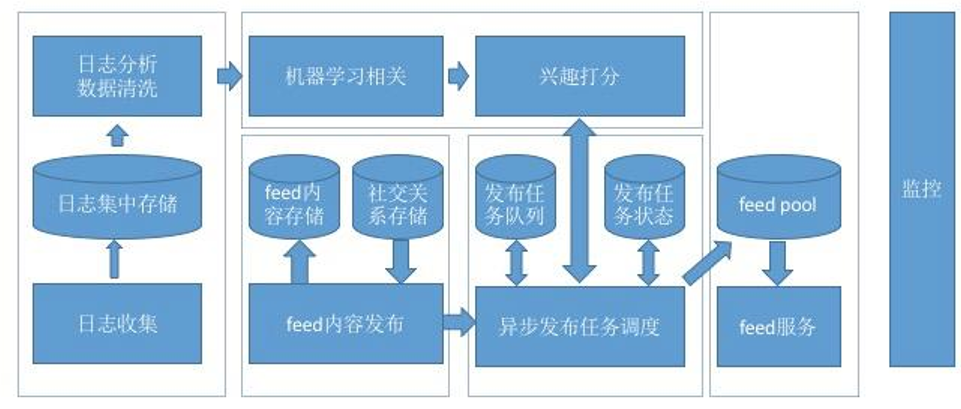 日志分析
数据清洗
机器学习相关
兴趣打分
日志集中存储
feed内
容存储
社交关
系存储
发布任
务队列
发布任
务状态
feed pool
监控
日志收集
feed内容发布
异步发布任务调度
feed服务